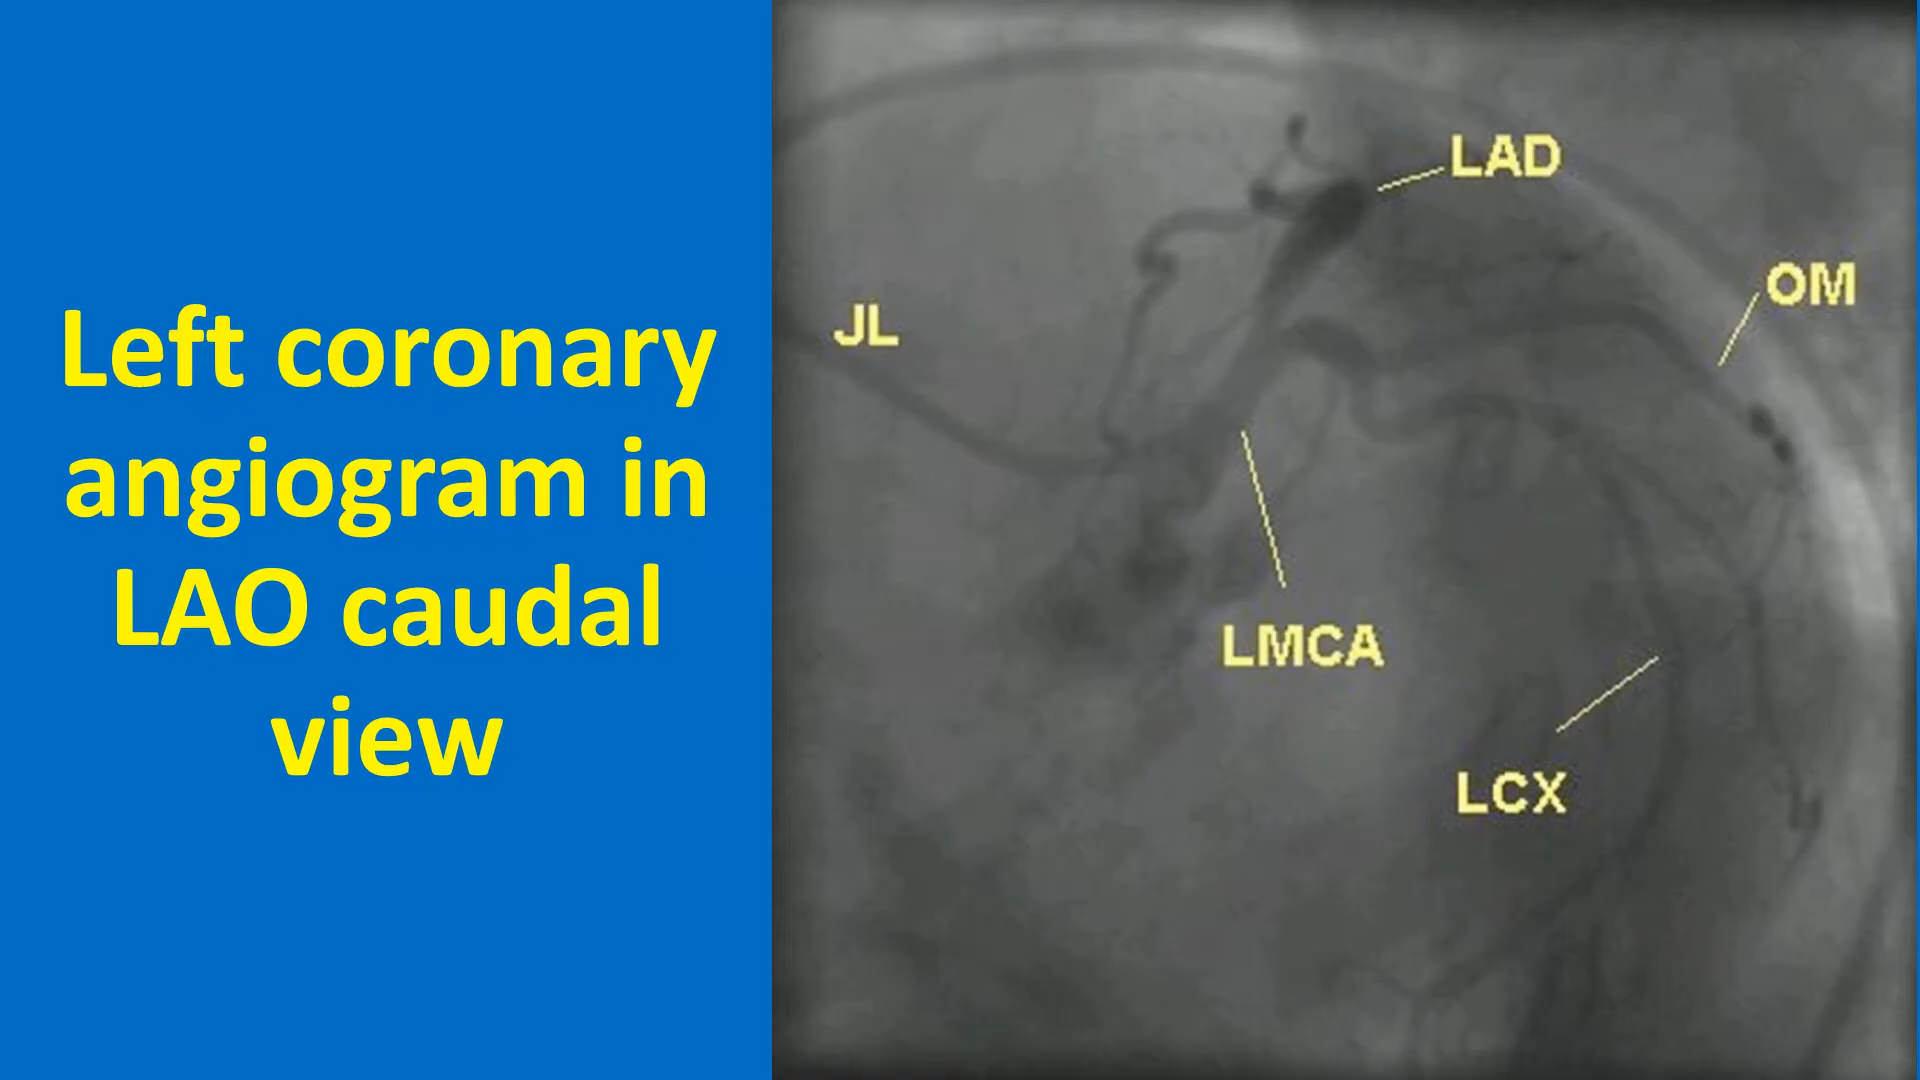 Left coronary
angiogram in
LAO caudal
view
LAD
OM
JL
LMCA
LCX